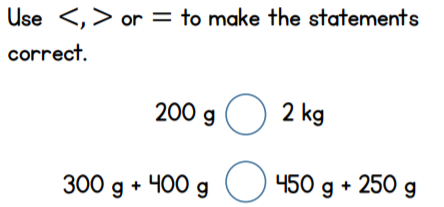 Use <, > or = to make the statements
correct.
200 g 2 kg
300 g + 400 g 450 g + 250 g